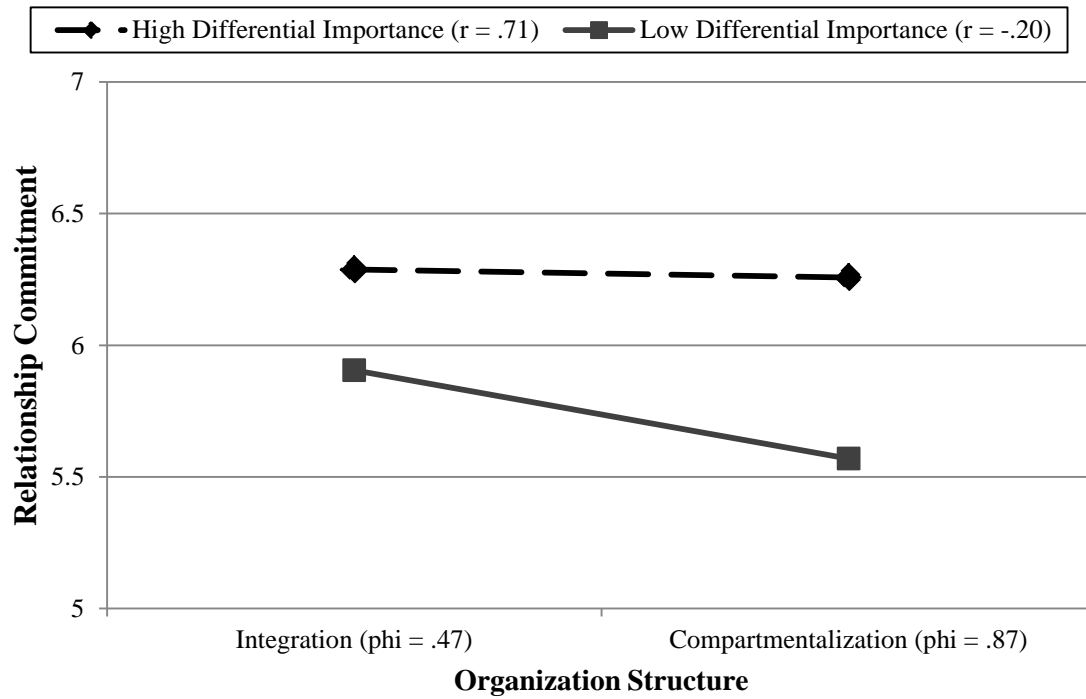 High Differential Importance (r = .71) Low Differential Importance (r = -.20)
7
6.5
6
5.5
5
Relationship Commitment
Integration (phi = .47) Compartmentalization (phi = .87)
Organization Structure